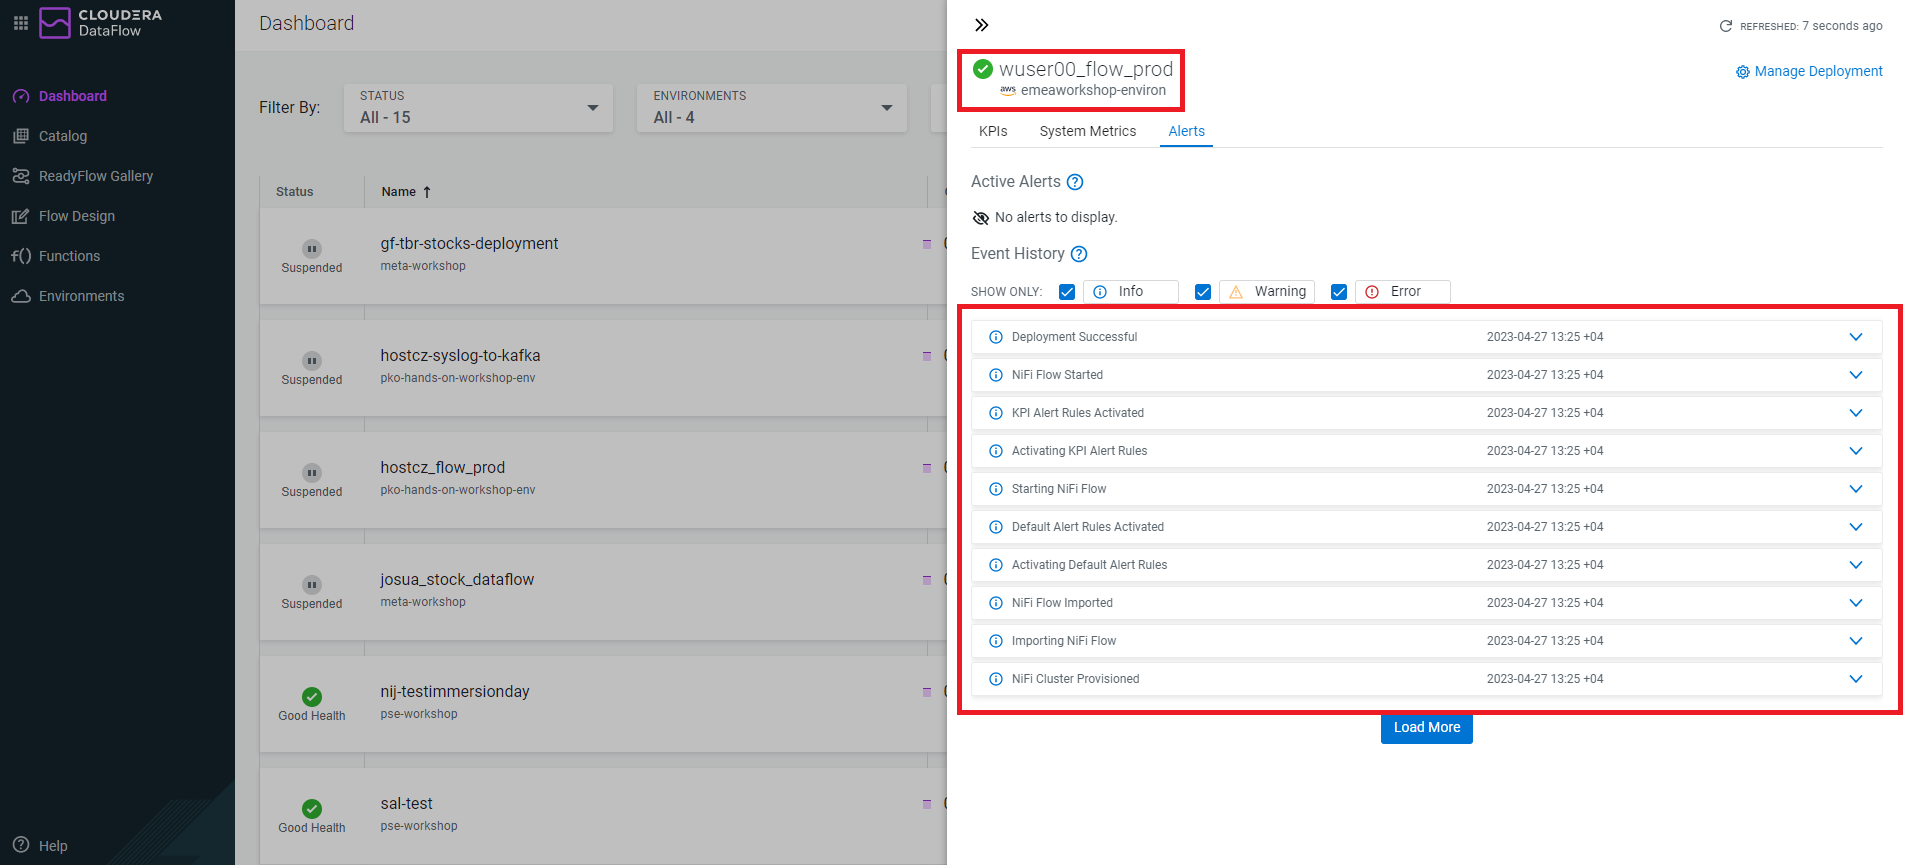 CLOUDERA
DataFlow
Dashboard
Catalog
ReadyFlow Gallery
Flow Design
Functions
Environments
Help
Dashboard
Filter By:
STATUS
All - 15
ENVIRONMENTS
All - 4
Status
Name
Suspended
gf-tbr-stocks-deployment
meta-workshop
Suspended
hostcz-syslog-to-kafka
pko-hands-on-workshop-env
Suspended
hostcz_flow_prod
pko-hands-on-workshop-env
Suspended
josua_stock_dataflow
meta-workshop
Good Health
nij-testimmersionday
pse-workshop
Good Health
sal-test
pse-workshop
REFRESHED: 7 seconds ago
wuser00_flow_prod
aws emeaworkshop-environ
Manage Deployment
KPIs System Metrics Alerts
Active Alerts
No alerts to display.
Event History
SHOW ONLY: Info Warning Error
Deployment Successful 2023-04-27 13:25 +04
NiFi Flow Started 2023-04-27 13:25 +04
KPI Alert Rules Activated 2023-04-27 13:25 +04
Activating KPI Alert Rules 2023-04-27 13:25 +04
Starting NiFi Flow 2023-04-27 13:25 +04
Default Alert Rules Activated 2023-04-27 13:25 +04
Activating Default Alert Rules 2023-04-27 13:25 +04
NiFi Flow Imported 2023-04-27 13:25 +04
Importing NiFi Flow 2023-04-27 13:25 +04
NiFi Cluster Provisioned 2023-04-27 13:25 +04
Load More